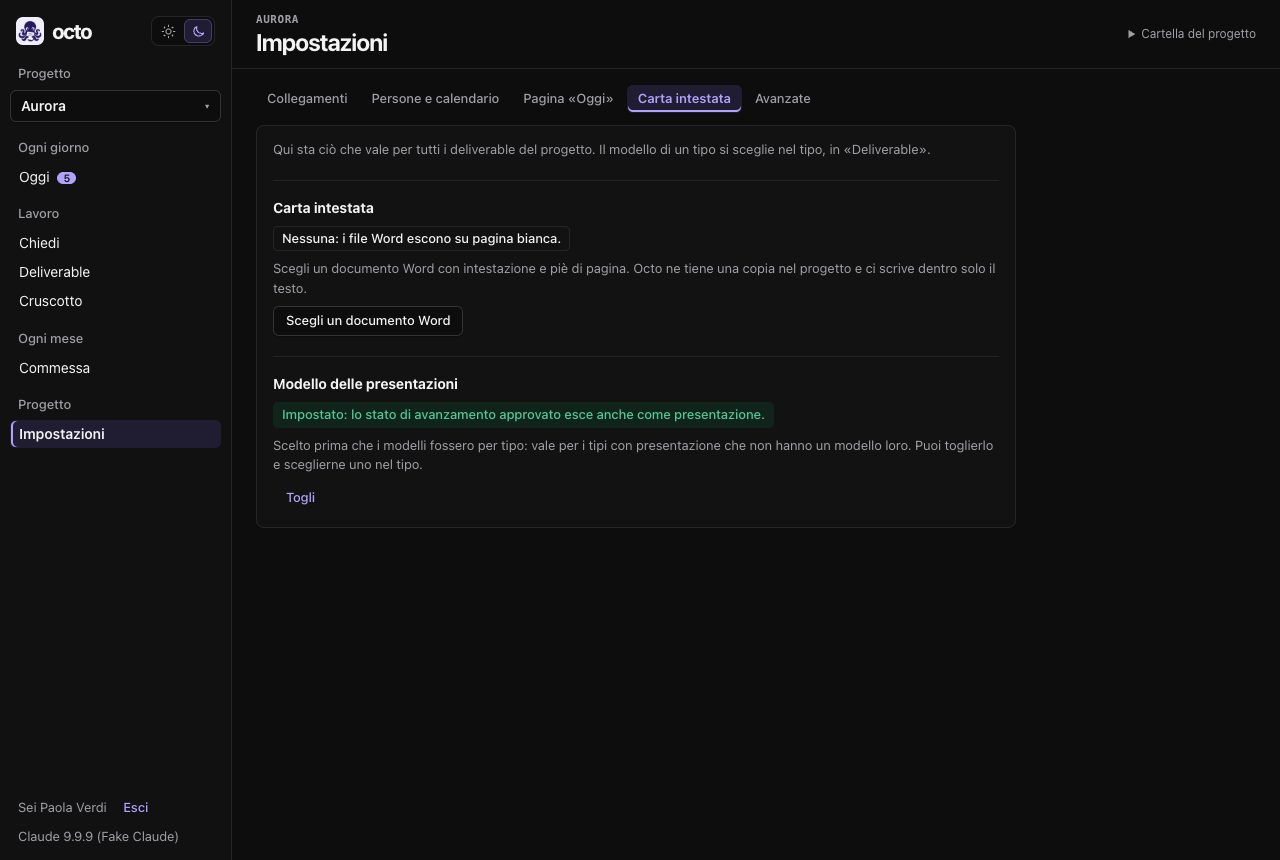 octo
Progetto
Aurora
Ogni giorno
Oggi 5
Lavoro
Chiedi
Deliverable
Cruscotto
Ogni mese
Commessa
Progetto
Impostazioni
Sei Paola Verdi Esci
Claude 9.9.9 (Fake Claude)
AURORA
Impostazioni
Cartella del progetto
Collegamenti Persone e calendario Pagina «Oggi» Carta intestata Avanzate
Qui sta ciò che vale per tutti i deliverable del progetto. Il modello di un tipo si sceglie nel tipo, in «Deliverable».
Carta intestata
Nessuna: i file Word escono su pagina bianca.
Scegli un documento Word con intestazione e piè di pagina. Octo ne tiene una copia nel progetto e ci scrive dentro solo il
testo.
Scegli un documento Word
Modello delle presentazioni
Impostato: lo stato di avanzamento approvato esce anche come presentazione.
Scelto prima che i modelli fossero per tipo: vale per i tipi con presentazione che non hanno un modello loro. Puoi toglierlo
e sceglierne uno nel tipo.
Togli